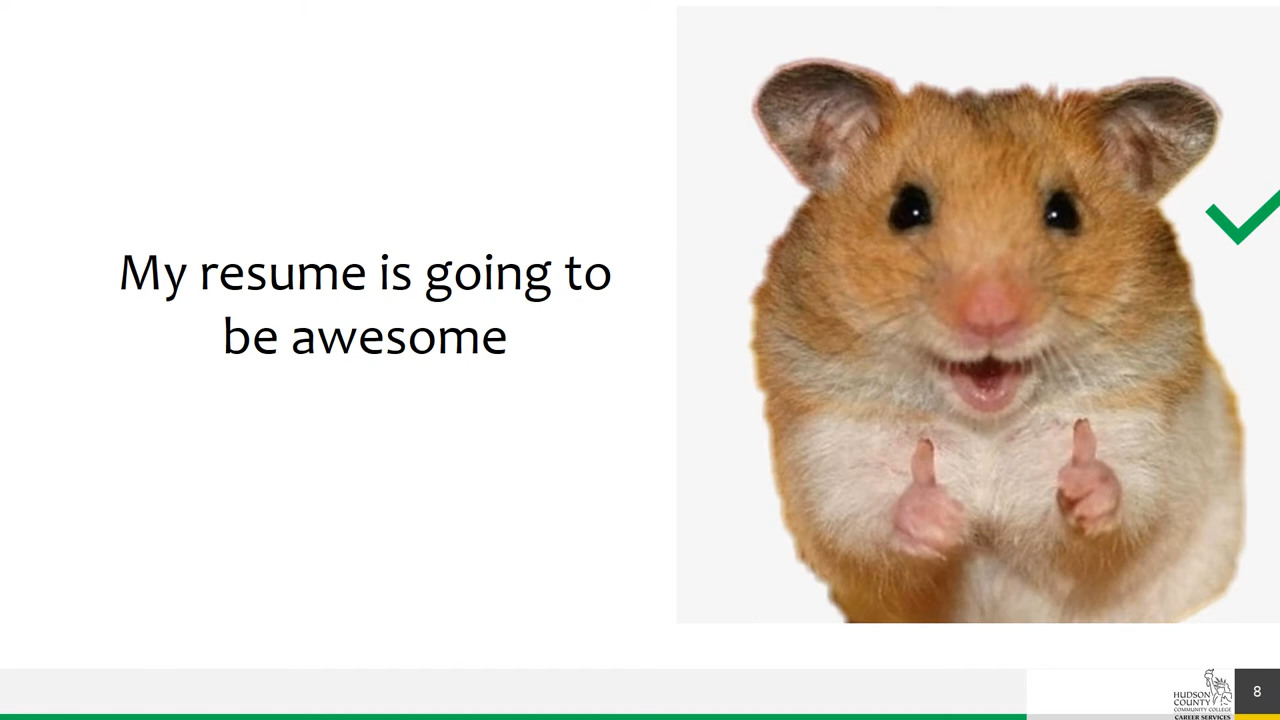 My resume is going to
be awesome
HUDSON
COUNTY
COMMUNITY COLLEGE
CAREER SERVICES
8